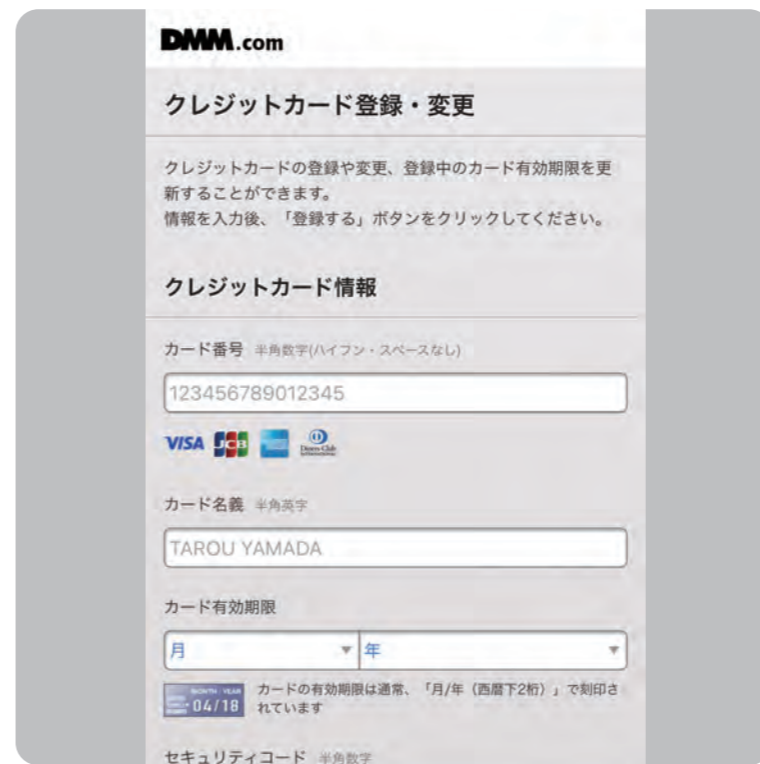 DMM.com
クレジットカード登録・変更
クレジットカードの登録や変更、登録中のカード有効期限を更
新することができます。
情報を入力後、「登録する」ボタンをクリックしてください。
クレジットカード情報
カード番号 半角数字(ハイフン・スペースなし)
123456789012345
VISA JCB
カード名義 半角英字
TAROU YAMADA
カード有効期限
月 年
MONTH YEAR
04/18
カードの有効期限は通常、「月/年（西暦下2桁）」で刻印さ
れています
セキュリティコード 半角数字